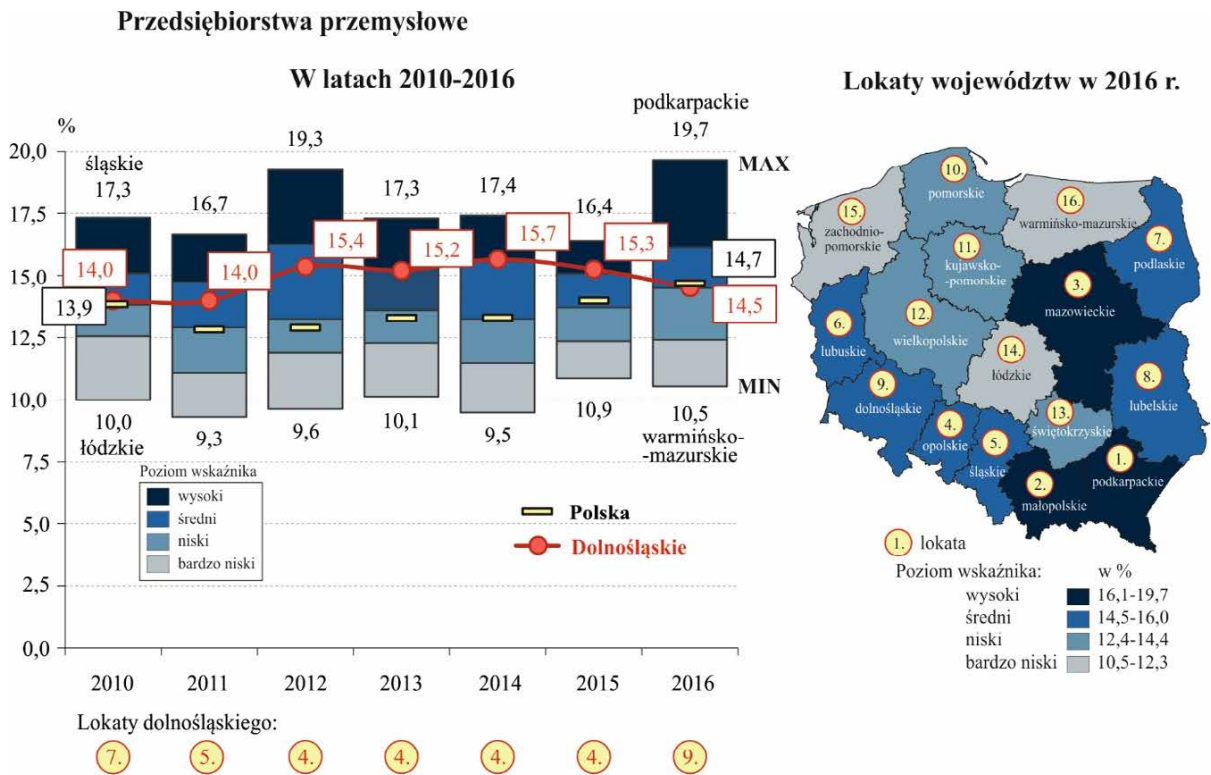 Przedsiębiorstwa przemysłowe
W latach 2010-2016
%
20,0
17,5
15,0
12,5
10,0
7,5
5,0
2,5
0,0
śląskie
17,3
16,7
19,3
17,3
17,4
16,4
podkarpackie
19,7
MAX
14,0
14,0
15,4
15,2
15,7
15,3
14,7
13,9
14,5
MIN
10,0
łódzkie
9,3
9,6
10,1
9,5
10,9
10,5
warmińsko-
-mazurskie
Poziom wskaźnika
wysoki
średni
niski
bardzo niski
Polska
Dolnośląskie
2010 2011 2012 2013 2014 2015 2016
Lokaty dolnośląskiego:
7. 5. 4. 4. 4. 4. 9.
Lokaty województw w 2016 r.
10.
pomorskie
15.
zachodnio-
pomorskie
16.
warmińsko-mazurskie
7.
podlaskie
11.
kujawsko-
-pomorskie
3.
mazowieckie
12.
wielkopolskie
6.
lubuskie
14.
łódzkie
8.
lubelskie
9.
dolnośląskie
13.
świętokrzyskie
4.
opolskie
5.
śląskie
1.
podkarpackie
2.
małopolskie
1. lokata
Poziom wskaźnika: w %
wysoki 16,1-19,7
średni 14,5-16,0
niski 12,4-14,4
bardzo niski 10,5-12,3